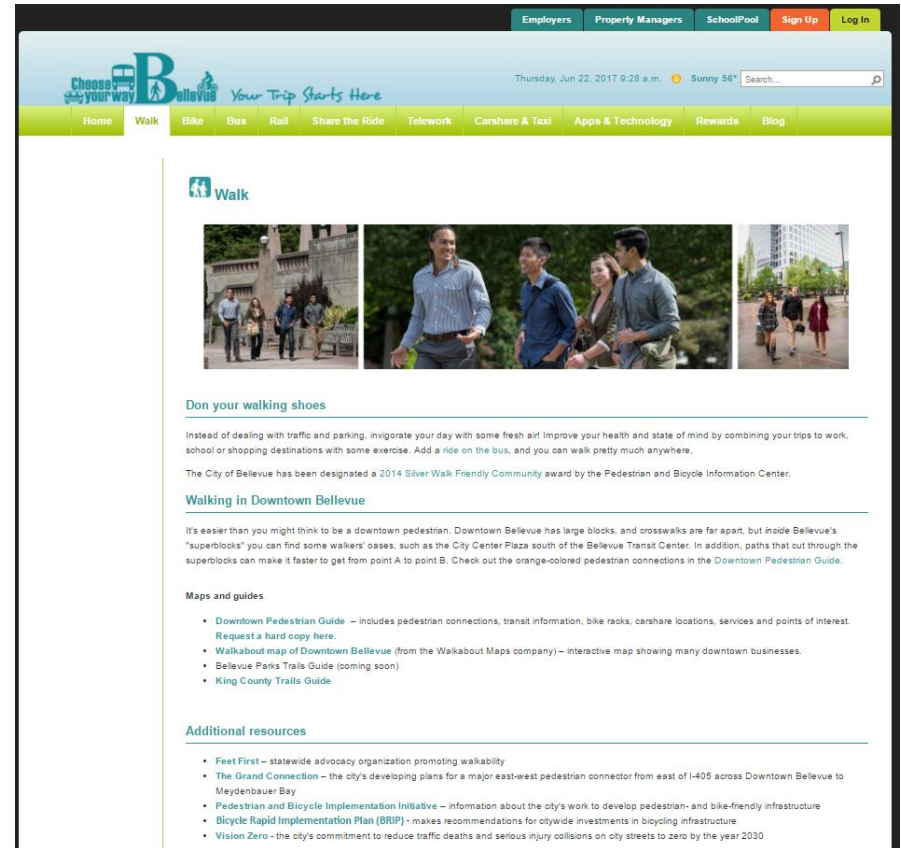 Employers Property Managers SchoolPool Sign Up Log In
Choose your way Bellevue Your Trip Starts Here
Thursday, Jun 22, 2017 9:28 a.m. Sunny 56° Search...
Home Walk Bike Bus Rail Share the Ride Telework Carshare & Taxi Apps & Technology Rewards Blog
Walk
Don your walking shoes
Instead of dealing with traffic and parking, invigorate your day with some fresh air! Improve your health and state of mind by combining your trips to work,
school or shopping destinations with some exercise. Add a ride on the bus, and you can walk pretty much anywhere.
The City of Bellevue has been designated a 2014 Silver Walk Friendly Community award by the Pedestrian and Bicycle Information Center.
Walking in Downtown Bellevue
It's easier than you might think to be a downtown pedestrian. Downtown Bellevue has large blocks, and crosswalks are far apart, but inside Bellevue's
"superblocks" you can find some walkers' oases, such as the City Center Plaza south of the Bellevue Transit Center. In addition, paths that cut through the
superblocks can make it faster to get from point A to point B. Check out the orange-colored pedestrian connections in the Downtown Pedestrian Guide.
Maps and guides
• Downtown Pedestrian Guide – includes pedestrian connections, transit information, bike racks, carshare locations, services and points of interest.
Request a hard copy here.
• Walkabout map of Downtown Bellevue (from the Walkabout Maps company) – interactive map showing many downtown businesses.
• Bellevue Parks Trails Guide (coming soon)
• King County Trails Guide
Additional resources
• Feet First – statewide advocacy organization promoting walkability
• The Grand Connection – the city's developing plans for a major east-west pedestrian connector from east of I-405 across Downtown Bellevue to
Meydenbauer Bay
• Pedestrian and Bicycle Implementation Initiative – information about the city's work to develop pedestrian- and bike-friendly infrastructure
• Bicycle Rapid Implementation Plan (BRIP) - makes recommendations for citywide investments in bicycling infrastructure
• Vision Zero - the city's commitment to reduce traffic deaths and serious injury collisions on city streets to zero by the year 2030